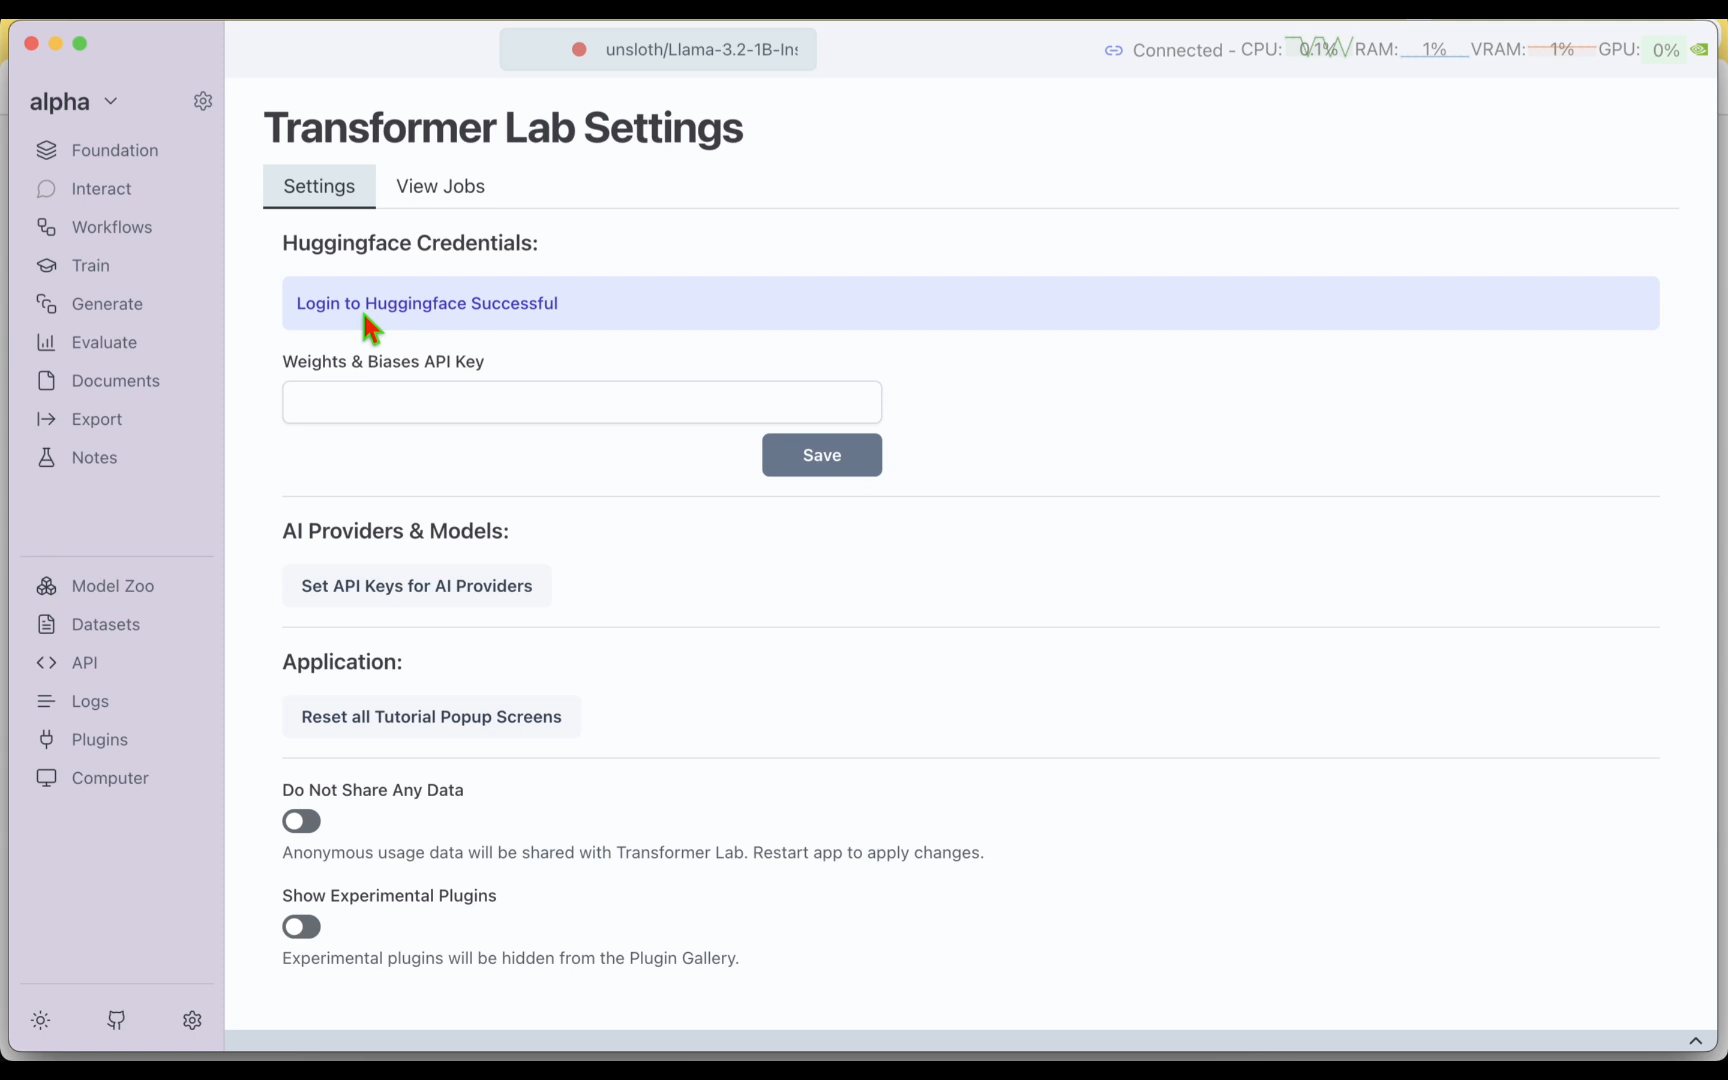 unsloth/Llama-3.2-1B-Ins
Connected - CPU: 0.1% RAM: 1% VRAM: 1% GPU: 0%
alpha
Foundation
Interact
Workflows
Train
Generate
Evaluate
Documents
Export
Notes
Model Zoo
Datasets
API
Logs
Plugins
Computer
Transformer Lab Settings
Settings
View Jobs
Huggingface Credentials:
Login to Huggingface Successful
Weights & Biases API Key
Save
AI Providers & Models:
Set API Keys for AI Providers
Application:
Reset all Tutorial Popup Screens
Do Not Share Any Data
Anonymous usage data will be shared with Transformer Lab. Restart app to apply changes.
Show Experimental Plugins
Experimental plugins will be hidden from the Plugin Gallery.